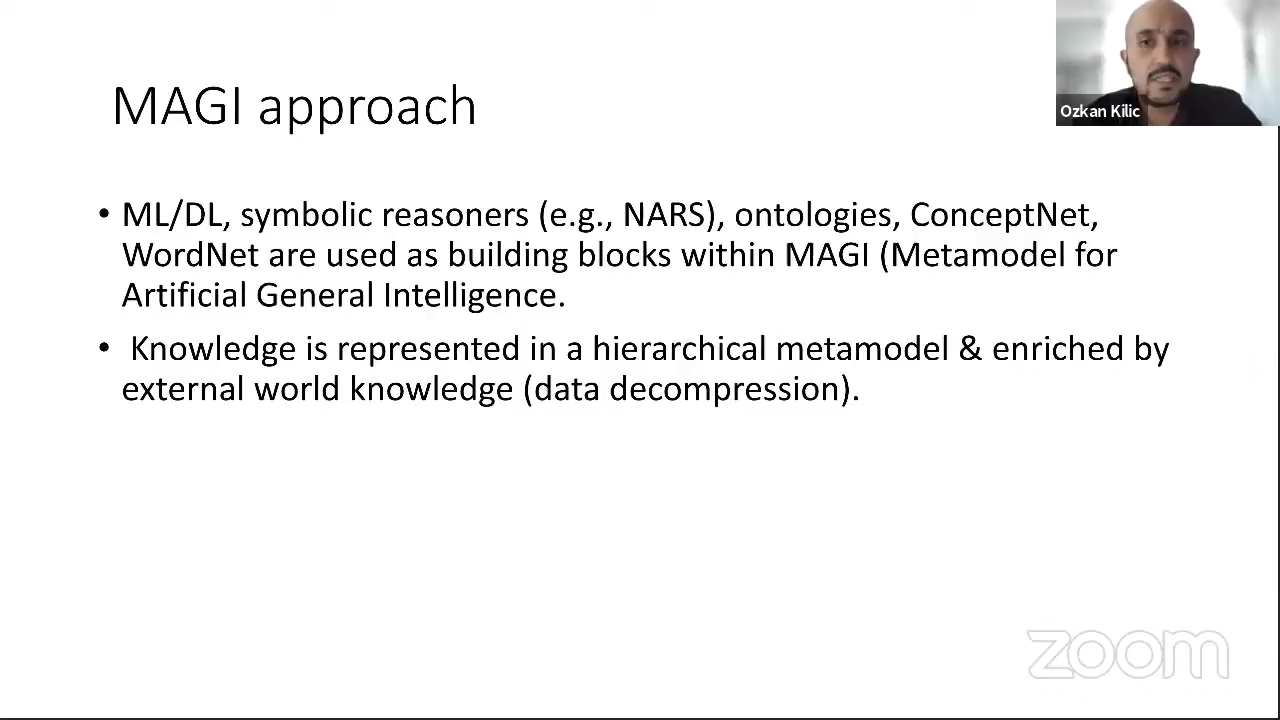 MAGI approach
Ozkan Kilic
• ML/DL, symbolic reasoners (e.g., NARS), ontologies, ConceptNet,
WordNet are used as building blocks within MAGI (Metamodel for
Artificial General Intelligence.
• Knowledge is represented in a hierarchical metamodel & enriched by
external world knowledge (data decompression).
zoom